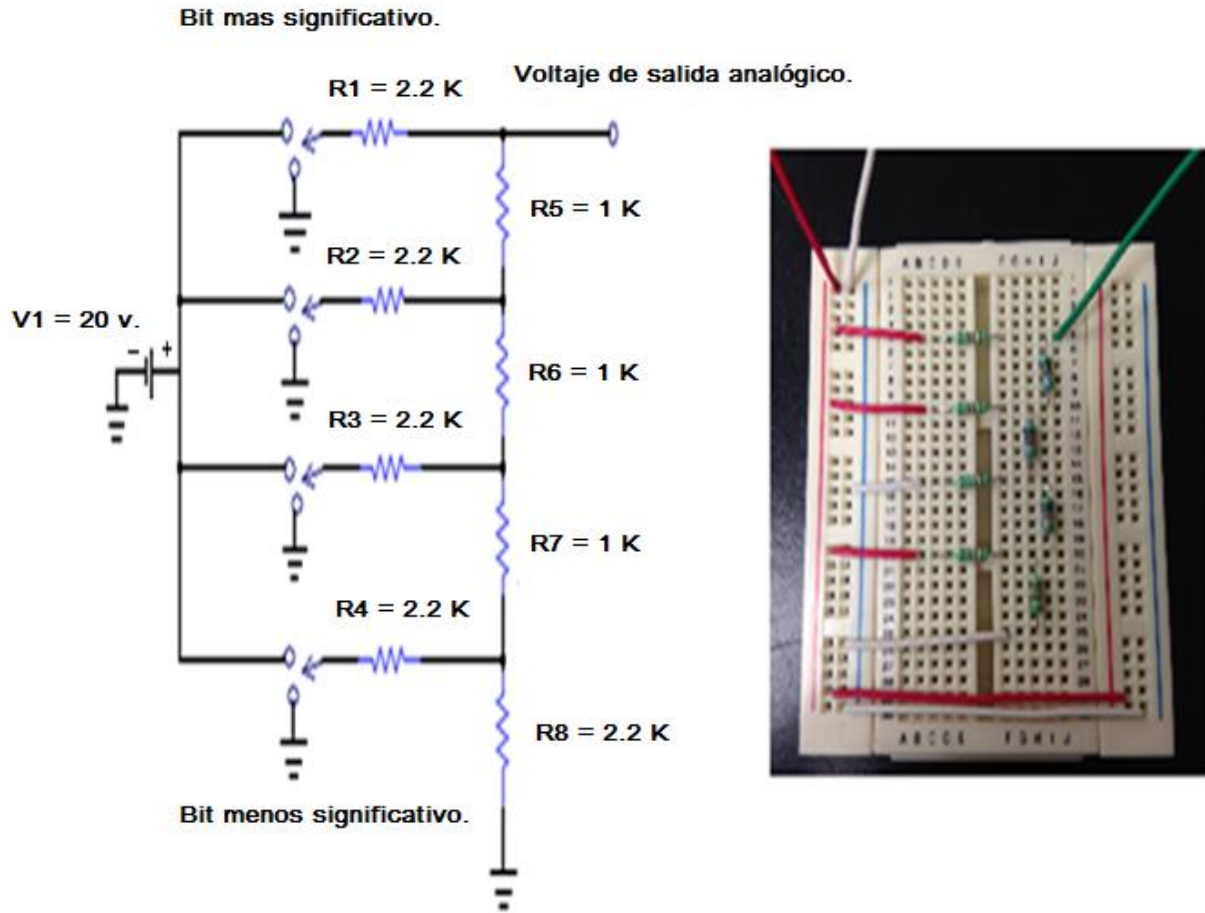 Bit mas significativo.
Voltaje de salida analógico.
R1 = 2.2 K
R5 = 1 K
R2 = 2.2 K
V1 = 20 v.
- +
R6 = 1 K
R3 = 2.2 K
R7 = 1 K
R4 = 2.2 K
R8 = 2.2 K
Bit menos significativo.
A B C D E F G H I J
A B C D E F G H I J